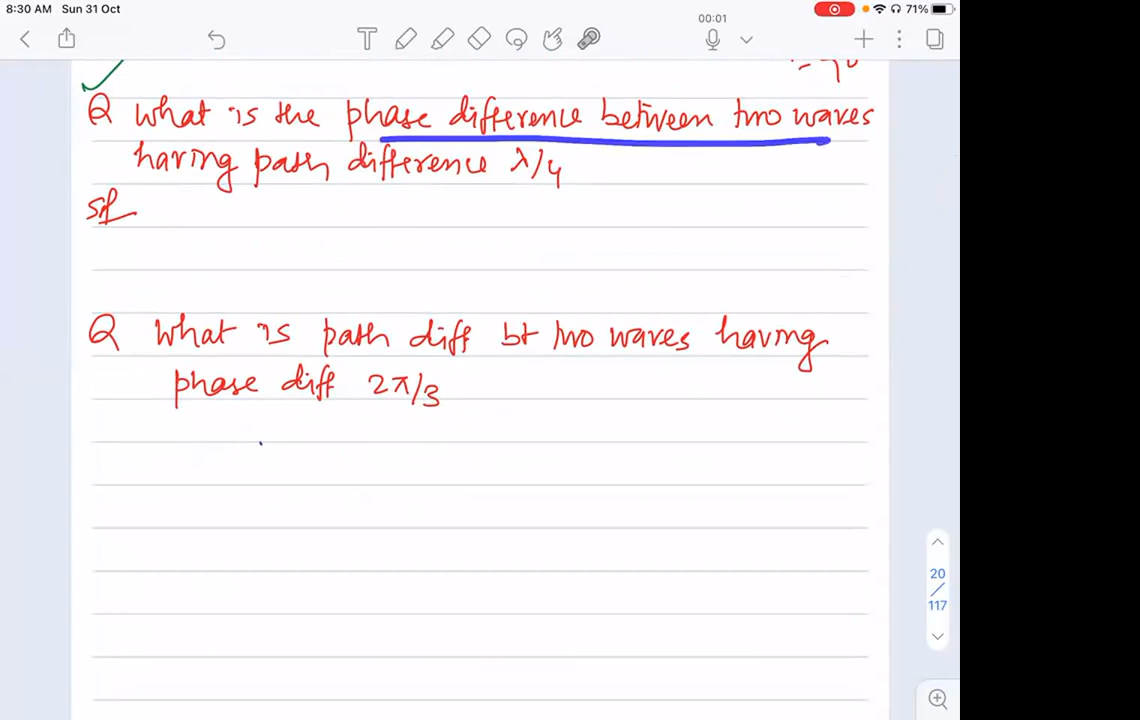 8:30 AM Sun 31 Oct
71%
00:01
Q What is the phase difference between two waves
having path difference λ/4
Sol
Q What is path diff bt two waves having
phase diff 2π/3
20
/
117